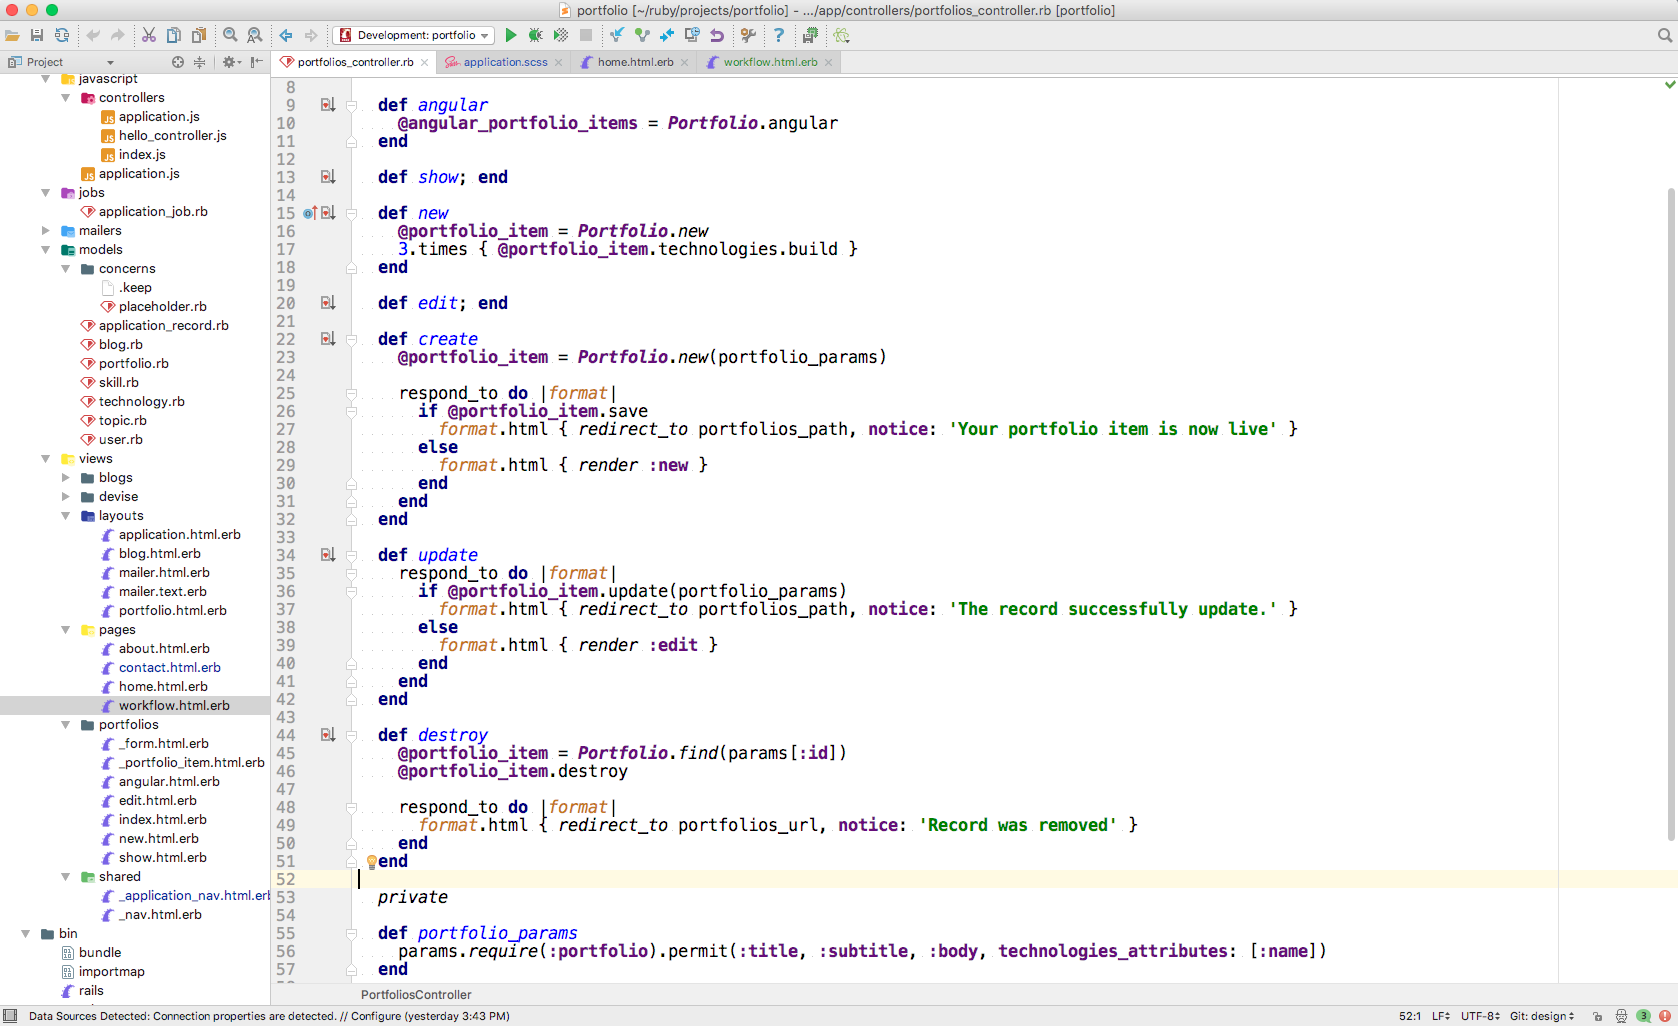 portfolio [~/ruby/projects/portfolio] - .../app/controllers/portfolios_controller.rb [portfolio]
Development: portfolio
Project
portfolios_controller.rb
application.scss
home.html.erb
workflow.html.erb
javascript
controllers
application.js
hello_controller.js
index.js
application.js
jobs
application_job.rb
mailers
models
concerns
.keep
placeholder.rb
application_record.rb
blog.rb
portfolio.rb
skill.rb
technology.rb
topic.rb
user.rb
views
blogs
devise
layouts
application.html.erb
blog.html.erb
mailer.html.erb
mailer.text.erb
portfolio.html.erb
pages
about.html.erb
contact.html.erb
home.html.erb
workflow.html.erb
portfolios
_form.html.erb
_portfolio_item.html.erb
angular.html.erb
edit.html.erb
index.html.erb
new.html.erb
show.html.erb
shared
_application_nav.html.erb
_nav.html.erb
bin
bundle
importmap
rails
8
9 def angular
10 @angular_portfolio_items = Portfolio.angular
11 end
12
13 def show; end
14
15 def new
16 @portfolio_item = Portfolio.new
17 3.times { @portfolio_item.technologies.build }
18 end
19
20 def edit; end
21
22 def create
23 @portfolio_item = Portfolio.new(portfolio_params)
24
25 respond_to do |format|
26 if @portfolio_item.save
27 format.html { redirect_to portfolios_path, notice: 'Your portfolio item is now live' }
28 else
29 format.html { render :new }
30 end
31 end
32 end
33
34 def update
35 respond_to do |format|
36 if @portfolio_item.update(portfolio_params)
37 format.html { redirect_to portfolios_path, notice: 'The record successfully update.' }
38 else
39 format.html { render :edit }
40 end
41 end
42 end
43
44 def destroy
45 @portfolio_item = Portfolio.find(params[:id])
46 @portfolio_item.destroy
47
48 respond_to do |format|
49 format.html { redirect_to portfolios_url, notice: 'Record was removed' }
50 end
51 end
52
53 private
54
55 def portfolio_params
56 params.require(:portfolio).permit(:title, :subtitle, :body, technologies_attributes: [:name])
57 end
PortfoliosController
Data Sources Detected: Connection properties are detected. // Configure (yesterday 3:43 PM)
52:1 LF UTF-8 Git: design 3